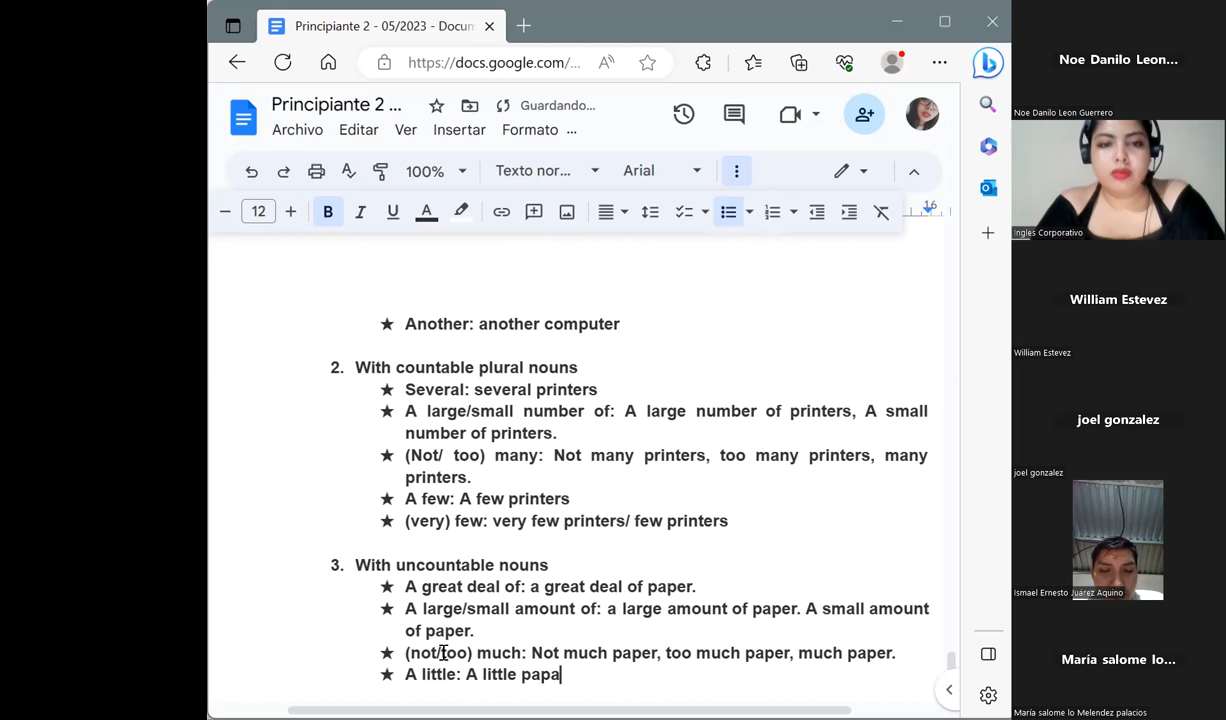 Principiante 2 - 05/2023 - Docum
https://docs.google.com/...
Principiante 2 ...
Guardando...
Archivo Editar Ver Insertar Formato ...
100% Texto nor... Arial
12 B I U A
16
★ Another: another computer
2. With countable plural nouns
★ Several: several printers
★ A large/small number of: A large number of printers, A small
number of printers.
★ (Not/ too) many: Not many printers, too many printers, many
printers.
★ A few: A few printers
★ (very) few: very few printers/ few printers
3. With uncountable nouns
★ A great deal of: a great deal of paper.
★ A large/small amount of: a large amount of paper. A small amount
of paper.
★ (not/too) much: Not much paper, too much paper, much paper.
★ A little: A little papa
Noe Danilo Leon...
Noe Danilo Leon Guerrero
Ingles Corporativo
William Estevez
William Estevez
joel gonzalez
joel gonzalez
Ismael Ernesto Juárez Aquino
María salome lo...
María salome lo Melendez palacios